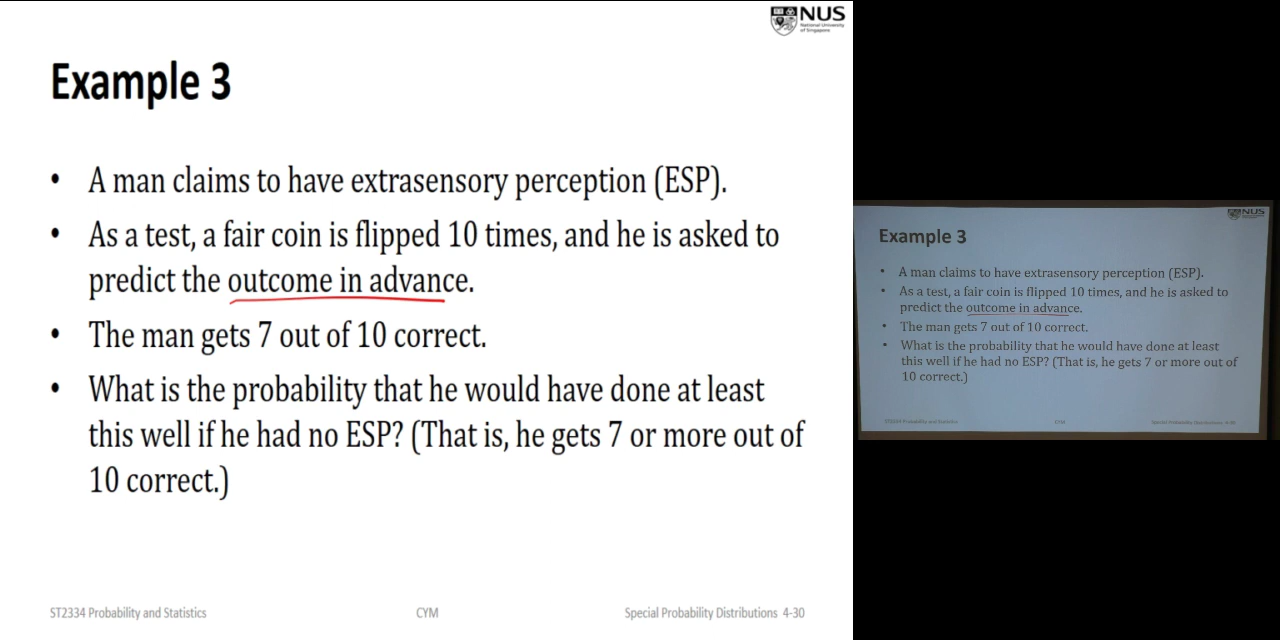 NUS
National University
of Singapore
Example 3
• A man claims to have extrasensory perception (ESP).
• As a test, a fair coin is flipped 10 times, and he is asked to
predict the outcome in advance.
• The man gets 7 out of 10 correct.
• What is the probability that he would have done at least
this well if he had no ESP? (That is, he gets 7 or more out of
10 correct.)
ST2334 Probability and Statistics CYM Special Probability Distributions 4-30
NUS
Example 3
• A man claims to have extrasensory perception (ESP).
• As a test, a fair coin is flipped 10 times, and he is asked to
predict the outcome in advance.
• The man gets 7 out of 10 correct.
• What is the probability that he would have done at least
this well if he had no ESP? (That is, he gets 7 or more out of
10 correct.)
ST2334 Probability and Statistics CYM Special Probability Distributions 4-30